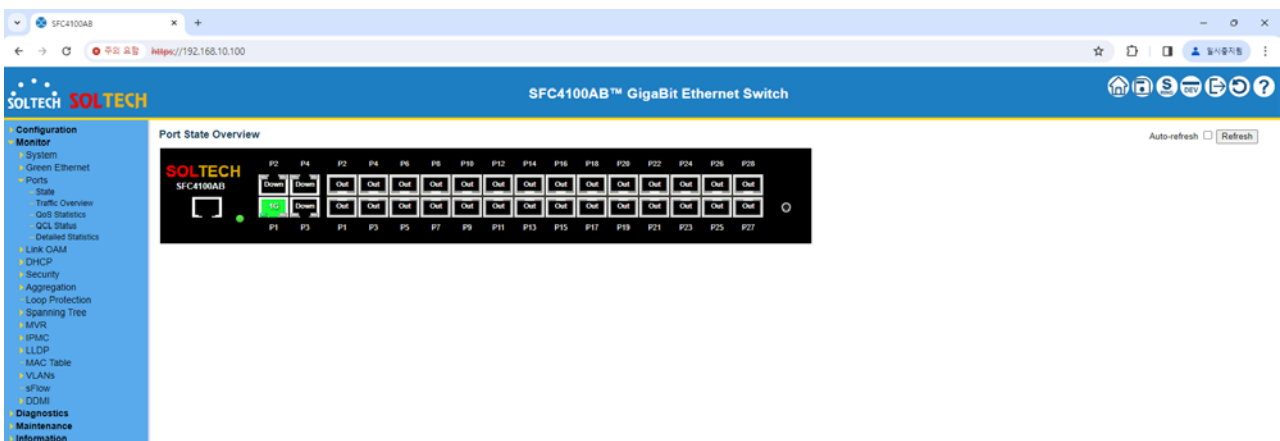 SFC4100AB
주의 요함 https://192.168.10.100
일시중지됨
SOLTECH SOLTECH
SFC4100AB™ GigaBit Ethernet Switch
Configuration
Monitor
System
Green Ethernet
Ports
State
Traffic Overview
QoS Statistics
QCL Status
Detailed Statistics
Link OAM
DHCP
Security
Aggregation
Loop Protection
Spanning Tree
MVR
IPMC
LLDP
MAC Table
VLANs
sFlow
DDMI
Diagnostics
Maintenance
Information
Port State Overview
Auto-refresh Refresh
SOLTECH
SFC4100AB
P2 P4 P2 P4 P6 P8 P10 P12 P14 P16 P18 P20 P22 P24 P26 P28
Down Down Out Out Out Out Out Out Out Out Out Out Out Out Out Out
1G Down Out Out Out Out Out Out Out Out Out Out Out Out Out Out
P1 P3 P1 P3 P5 P7 P9 P11 P13 P15 P17 P19 P21 P23 P25 P27